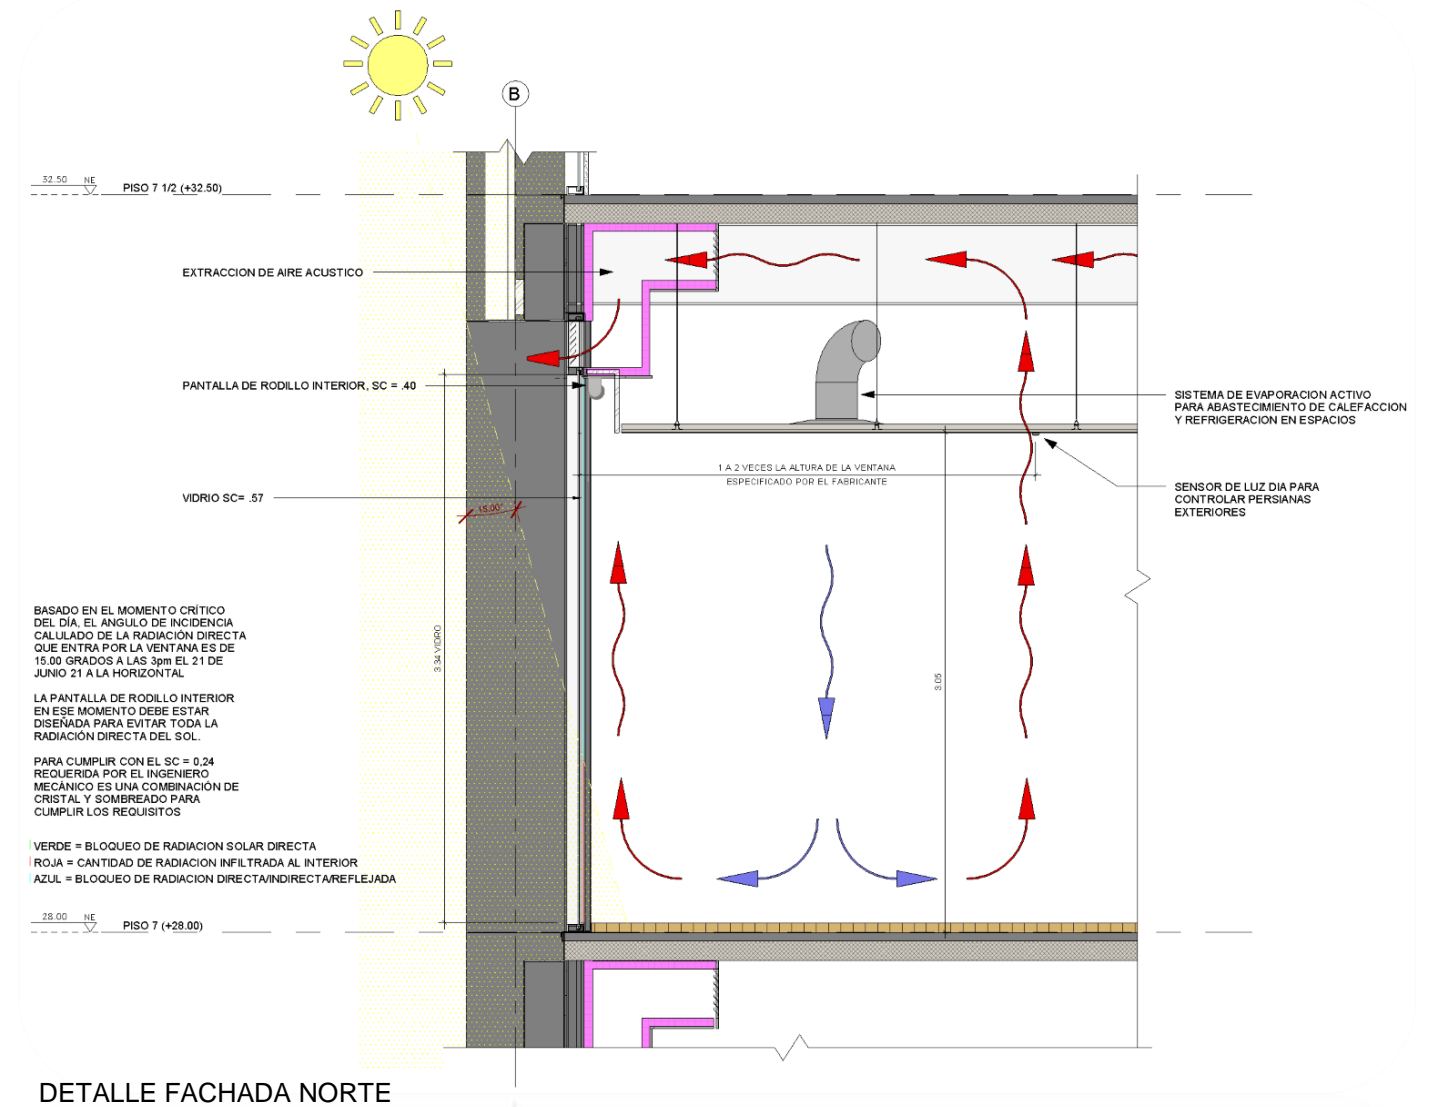 B
32.50 NE
PISO 7 1/2 (+32.50)
EXTRACCION DE AIRE ACUSTICO
PANTALLA DE RODILLO INTERIOR, SC = .40
SISTEMA DE EVAPORACION ACTIVO
PARA ABASTECIMIENTO DE CALEFACCION
Y REFRIGERACION EN ESPACIOS
1 A 2 VECES LA ALTURA DE LA VENTANA
ESPECIFICADO POR EL FABRICANTE
VIDRIO SC= .57
15.00°
SENSOR DE LUZ DIA PARA
CONTROLAR PERSIANAS
EXTERIORES
BASADO EN EL MOMENTO CRÍTICO
DEL DÍA, EL ANGULO DE INCIDENCIA
CALULADO DE LA RADIACIÓN DIRECTA
QUE ENTRA POR LA VENTANA ES DE
15.00 GRADOS A LAS 3pm EL 21 DE
JUNIO 21 A LA HORIZONTAL
LA PANTALLA DE RODILLO INTERIOR
EN ESE MOMENTO DEBE ESTAR
DISEÑADA PARA EVITAR TODA LA
RADIACIÓN DIRECTA DEL SOL.
PARA CUMPLIR CON EL SC = 0,24
REQUERIDA POR EL INGENIERO
MECÁNICO ES UNA COMBINACIÓN DE
CRISTAL Y SOMBREADO PARA
CUMPLIR LOS REQUISITOS
3.34 VIDRO
3.05
VERDE = BLOQUEO DE RADIACION SOLAR DIRECTA
ROJA = CANTIDAD DE RADIACION INFILTRADA AL INTERIOR
AZUL = BLOQUEO DE RADIACION DIRECTA/INDIRECTA/REFLEJADA
28.00 NE
PISO 7 (+28.00)
DETALLE FACHADA NORTE